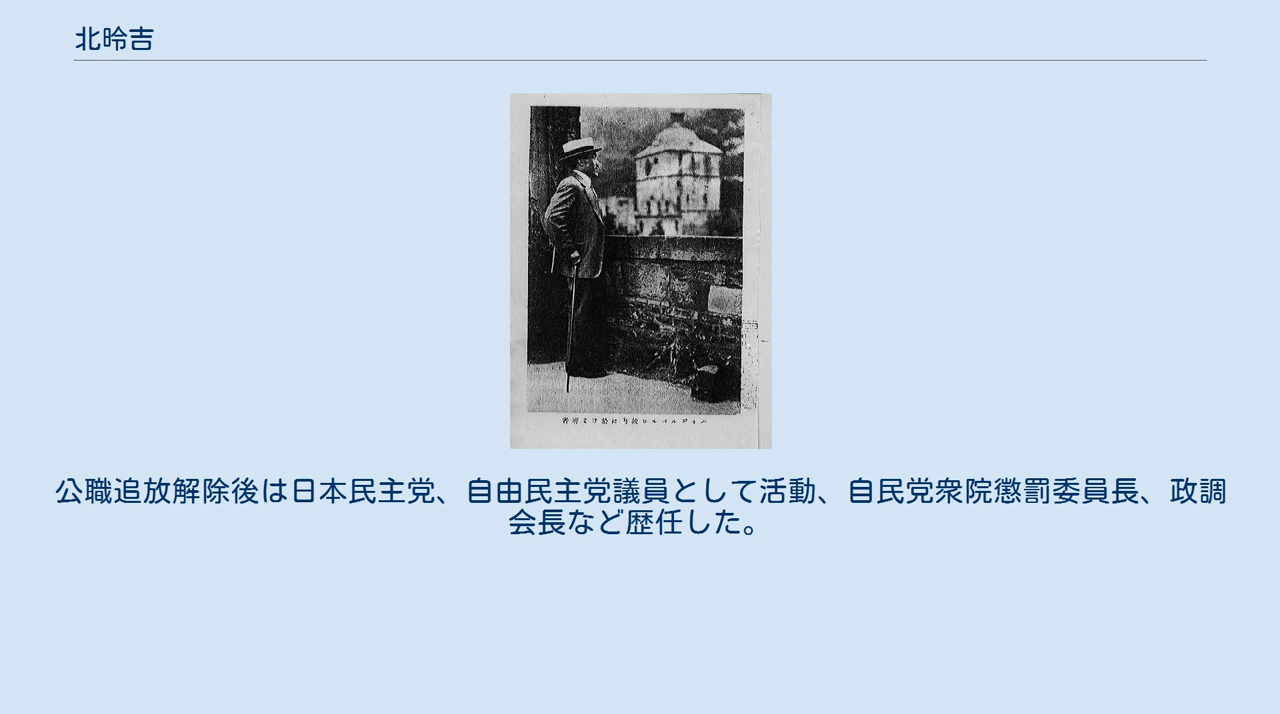 北昤吉
公職追放解除後は日本民主党、自由民主党議員として活動、自民党衆院懲罰委員長、政調
会長など歴任した。